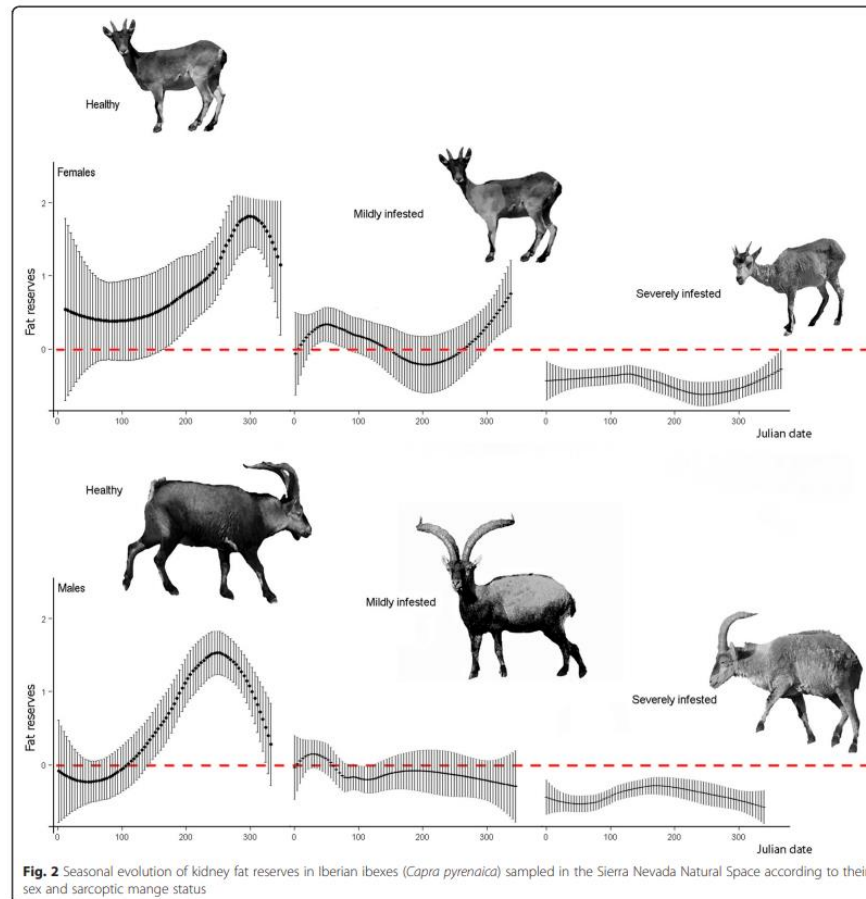 Healthy
Females
Mildly infested
Severely infested
Fat reserves
2
1
0
0 100 200 300 0 100 200 300 0 100 200 300
Julian date
Healthy
Males
Mildly infested
Severely infested
Fat reserves
2
1
0
0 100 200 300 0 100 200 300 0 100 200 300
Julian date
Fig. 2 Seasonal evolution of kidney fat reserves in Iberian ibexes (Capra pyrenaica) sampled in the Sierra Nevada Natural Space according to their
sex and sarcoptic mange status